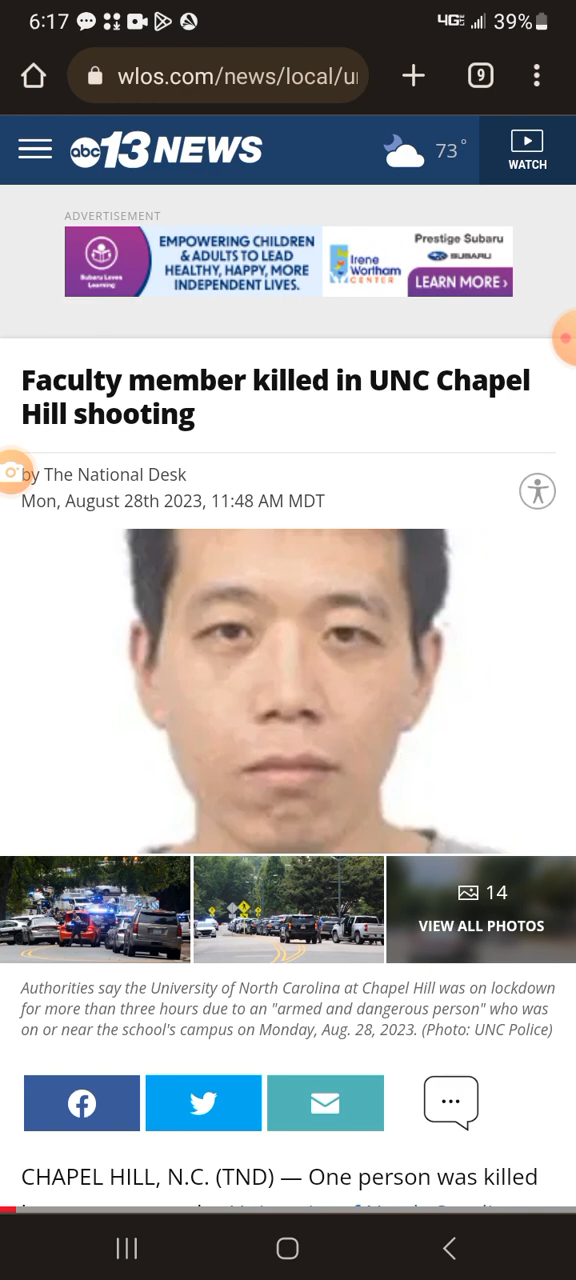 6:17 4GE 39%
wlos.com/news/local/u
9
abc 13 NEWS 73° WATCH
ADVERTISEMENT
EMPOWERING CHILDREN
& ADULTS TO LEAD
HEALTHY, HAPPY, MORE
INDEPENDENT LIVES.
Subaru Loves
Learning
Irene
Wortham
CENTER
Prestige Subaru
SUBARU
LEARN MORE ›
Faculty member killed in UNC Chapel
Hill shooting
by The National Desk
Mon, August 28th 2023, 11:48 AM MDT
14
VIEW ALL PHOTOS
Authorities say the University of North Carolina at Chapel Hill was on lockdown
for more than three hours due to an "armed and dangerous person" who was
on or near the school's campus on Monday, Aug. 28, 2023. (Photo: UNC Police)
CHAPEL HILL, N.C. (TND) — One person was killed